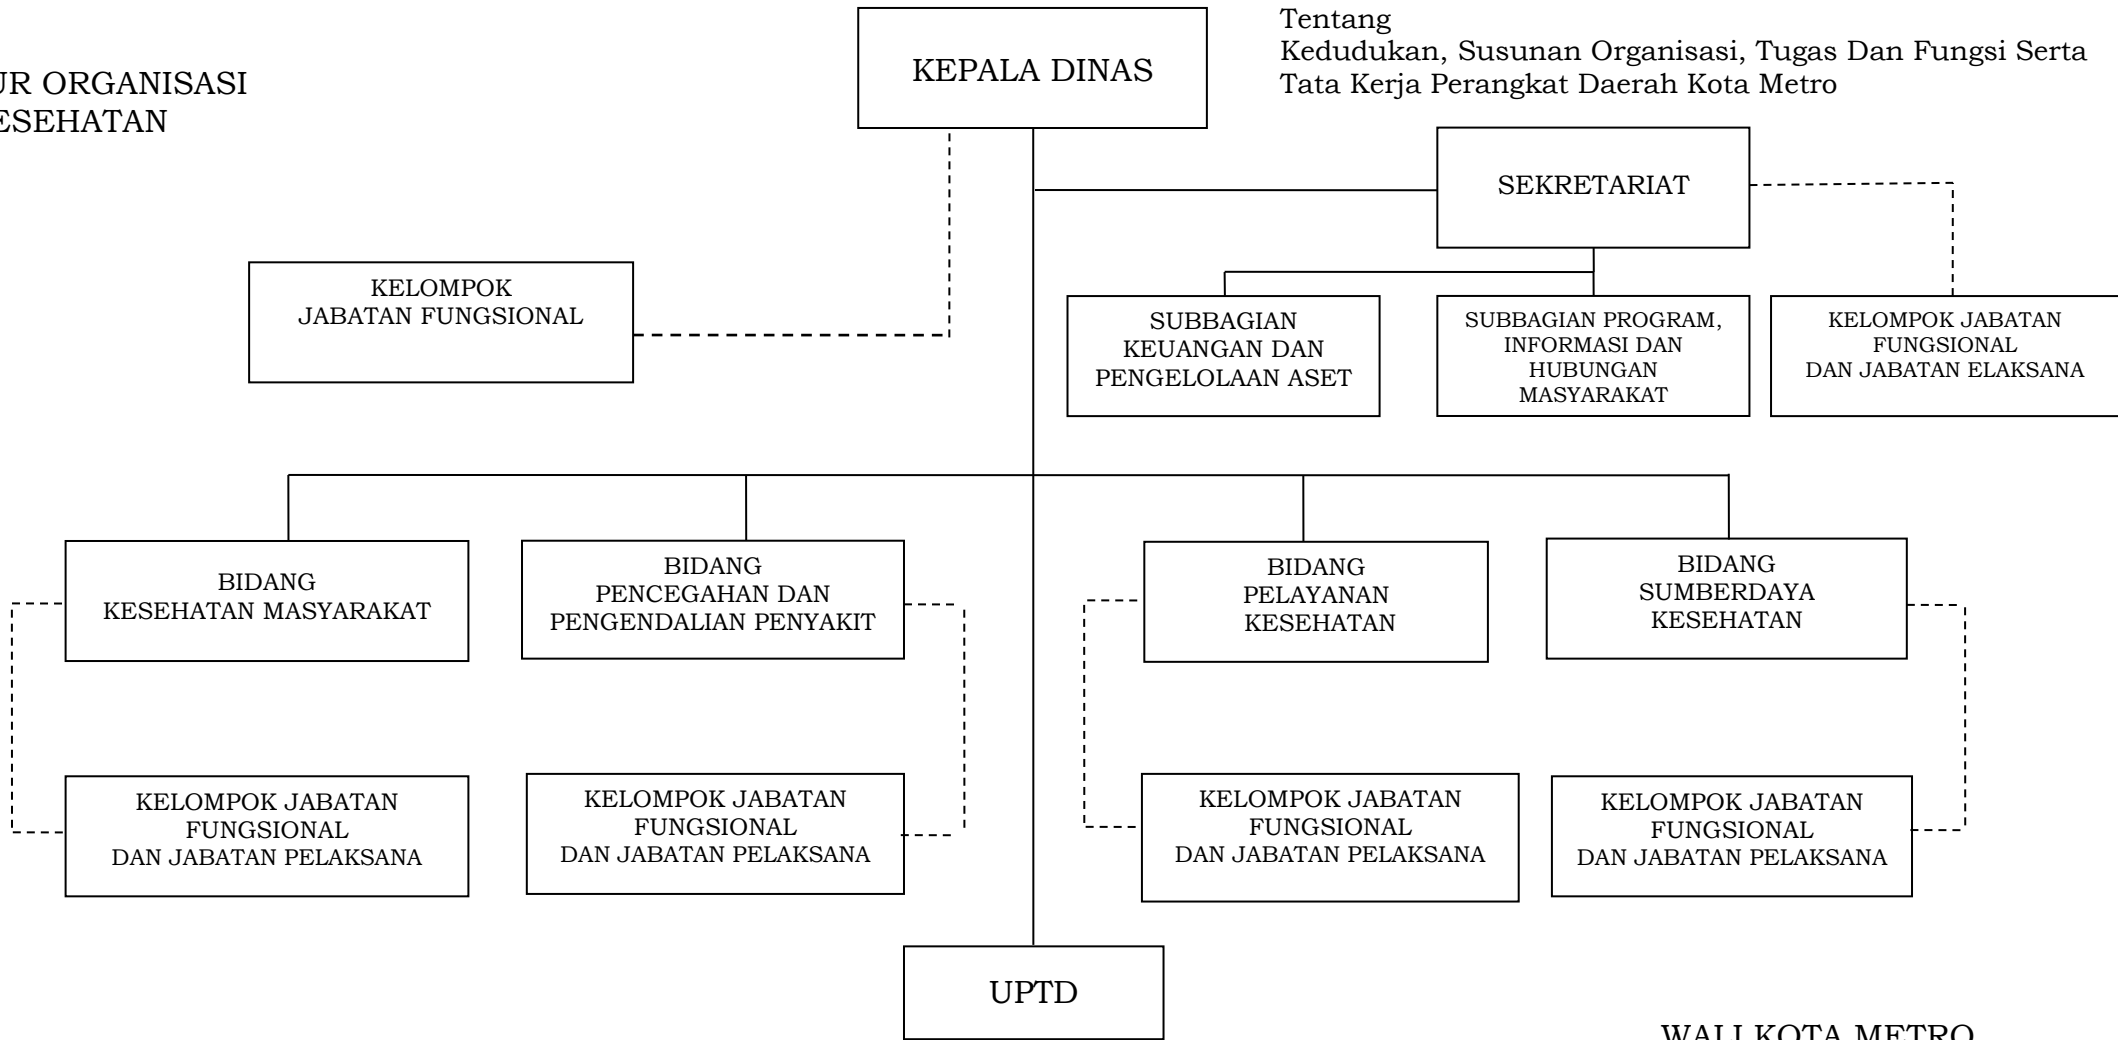 Tentang
Kedudukan, Susunan Organisasi, Tugas Dan Fungsi Serta
Tata Kerja Perangkat Daerah Kota Metro
UR ORGANISASI
ESEHATAN
KEPALA DINAS
SEKRETARIAT
KELOMPOK
JABATAN FUNGSIONAL
SUBBAGIAN
KEUANGAN DAN
PENGELOLAAN ASET
SUBBAGIAN PROGRAM,
INFORMASI DAN
HUBUNGAN
MASYARAKAT
KELOMPOK JABATAN
FUNGSIONAL
DAN JABATAN ELAKSANA
BIDANG
KESEHATAN MASYARAKAT
BIDANG
PENCEGAHAN DAN
PENGENDALIAN PENYAKIT
BIDANG
PELAYANAN
KESEHATAN
BIDANG
SUMBERDAYA
KESEHATAN
KELOMPOK JABATAN
FUNGSIONAL
DAN JABATAN PELAKSANA
KELOMPOK JABATAN
FUNGSIONAL
DAN JABATAN PELAKSANA
KELOMPOK JABATAN
FUNGSIONAL
DAN JABATAN PELAKSANA
KELOMPOK JABATAN
FUNGSIONAL
DAN JABATAN PELAKSANA
UPTD
WALI KOTA METRO